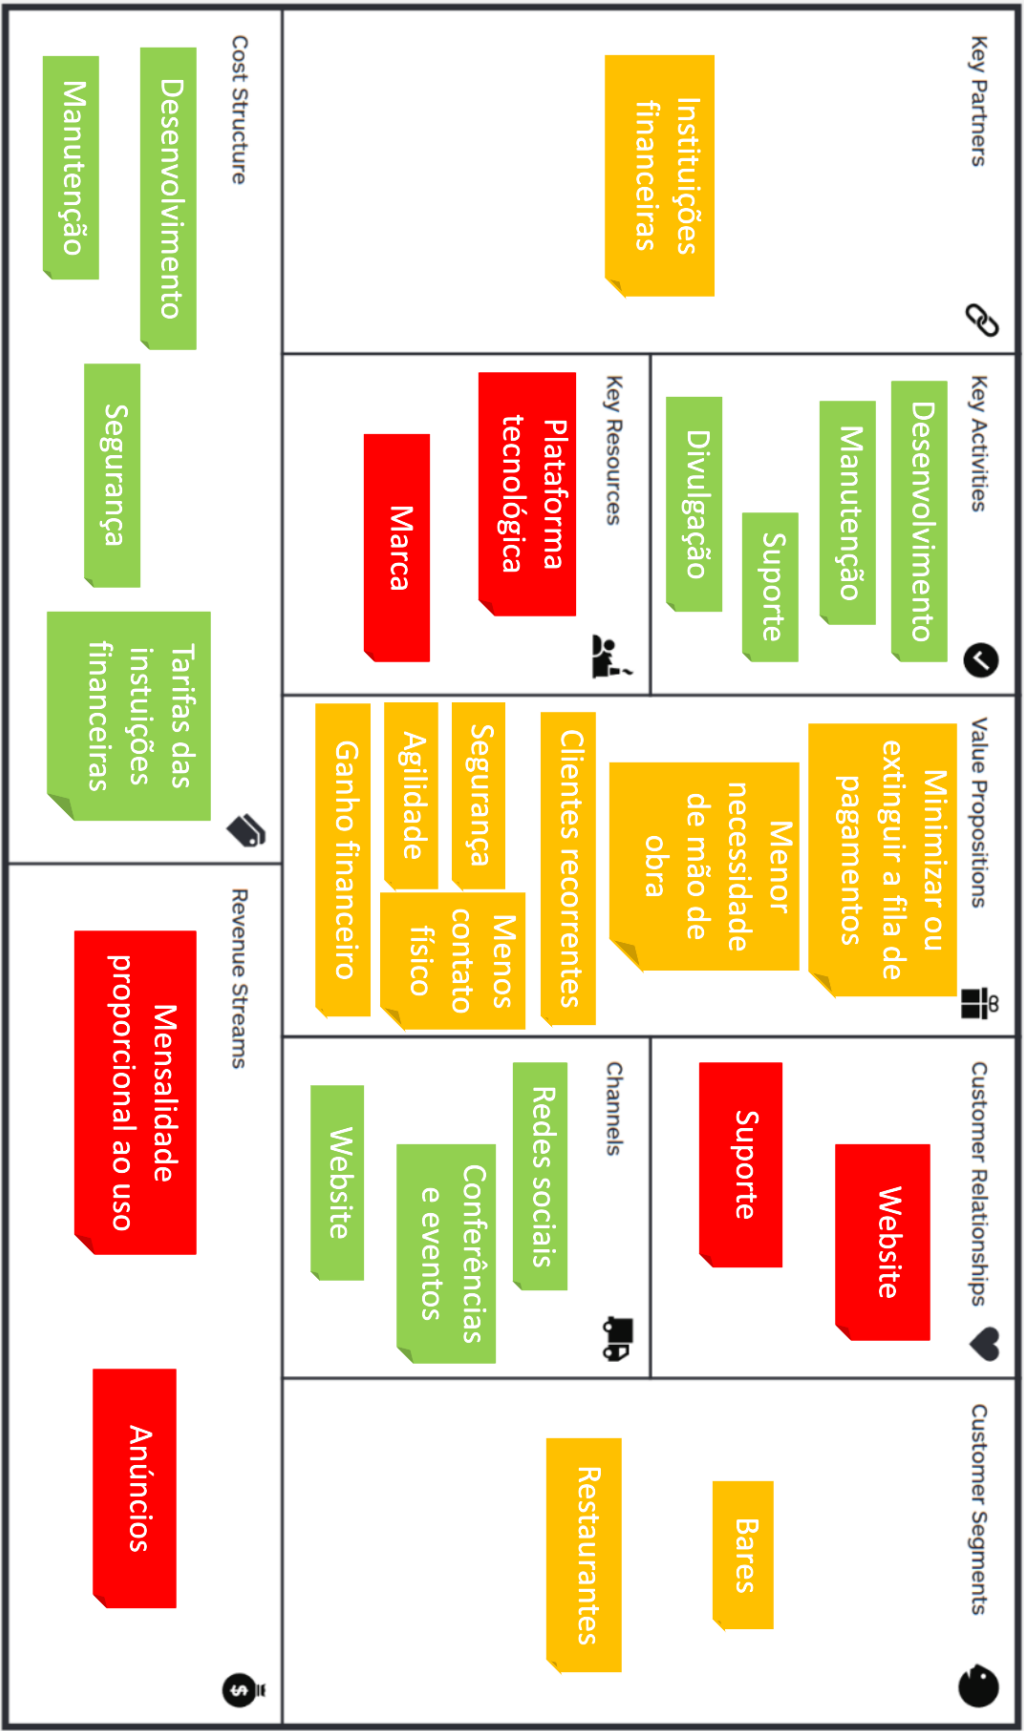 Key Partners
Instituições
financeiras
Key Activities
Desenvolvimento
Manutenção
Suporte
Divulgação
Key Resources
Plataforma
tecnológica
Marca
Value Propositions
Minimizar ou
extinguir a fila de
pagamentos
Menor
necessidade
de mão de
obra
Clientes recorrentes
Segurança
Agilidade
Menos
contato
físico
Ganho financeiro
Customer Relationships
Website
Suporte
Channels
Redes sociais
Conferências
e eventos
Website
Customer Segments
Bares
Restaurantes
Cost Structure
Desenvolvimento
Manutenção
Segurança
Tarifas das
instuições
financeiras
Revenue Streams
Mensalidade
proporcional ao uso
Anúncios